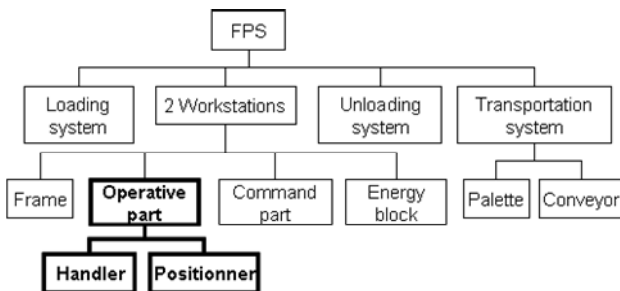 FPS
Loading
system
2 Workstations
Unloading
system
Transportation
system
Frame
Operative
part
Command
part
Energy
block
Palette
Conveyor
Handler
Positionner